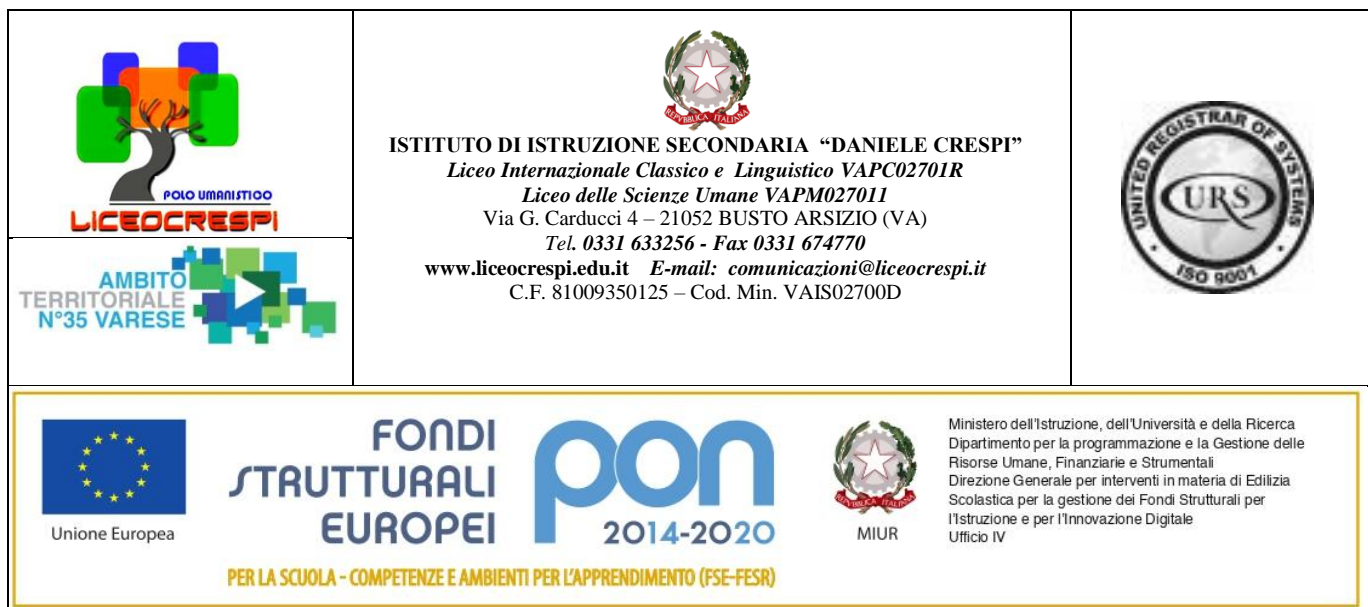 POLO UMANISTICO
LICEOCRESPI
AMBITO
TERRITORIALE
N°35 VARESE
REPVBBLICA ITALIANA
ISTITUTO DI ISTRUZIONE SECONDARIA “DANIELE CRESPI”
Liceo Internazionale Classico e Linguistico VAPC02701R
Liceo delle Scienze Umane VAPM027011
Via G. Carducci 4 – 21052 BUSTO ARSIZIO (VA)
Tel. 0331 633256 - Fax 0331 674770
www.liceocrespi.edu.it E-mail: comunicazioni@liceocrespi.it
C.F. 81009350125 – Cod. Min. VAIS02700D
UNITED REGISTRAR OF SYSTEMS
URS
ISO 9001
Unione Europea
FONDI
STRUTTURALI
EUROPEI
pon
2014-2020
PER LA SCUOLA - COMPETENZE E AMBIENTI PER L'APPRENDIMENTO (FSE-FESR)
REPVBBLICA ITALIANA
MIUR
Ministero dell'Istruzione, dell'Università e della Ricerca
Dipartimento per la programmazione e la Gestione delle
Risorse Umane, Finanziarie e Strumentali
Direzione Generale per interventi in materia di Edilizia
Scolastica per la gestione dei Fondi Strutturali per
l'Istruzione e per l'Innovazione Digitale
Ufficio IV